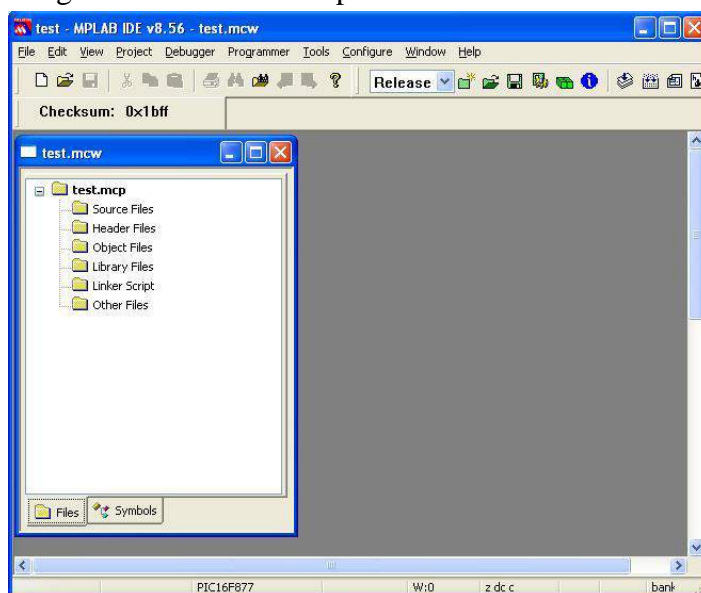 test - MPLAB IDE v8.56 - test.mcw
File Edit View Project Debugger Programmer Tools Configure Window Help
Release
Checksum: 0x1bff
test.mcw
test.mcp
Source Files
Header Files
Object Files
Library Files
Linker Script
Other Files
Files Symbols
PIC16F877 W:0 z dc c bank